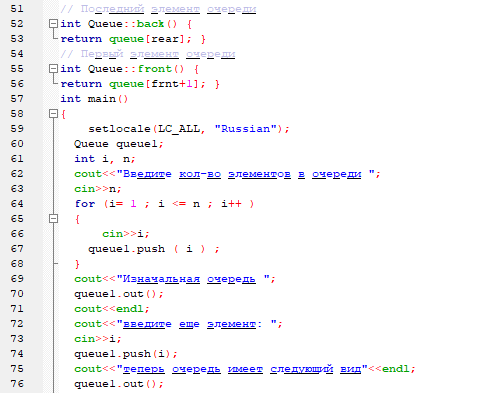 51 // Последний элемент очереди
52 int Queue::back() {
53 return queue[rear]; }
54 // Первый элемент очереди
55 int Queue::front() {
56 return queue[frnt+1]; }
57 int main()
58 {
59 setlocale(LC_ALL, "Russian");
60 Queue queue1;
61 int i, n;
62 cout<<"Введите кол-во элементов в очереди ";
63 cin>>n;
64 for (i= 1 ; i <= n ; i++ )
65 {
66 cin>>i;
67 queue1.push ( i ) ;
68 }
69 cout<<"Изначальная очередь ";
70 queue1.out();
71 cout<<endl;
72 cout<<"введите еще элемент: ";
73 cin>>i;
74 queue1.push(i);
75 cout<<"теперь очередь имеет следующий вид"<<endl;
76 queue1.out();